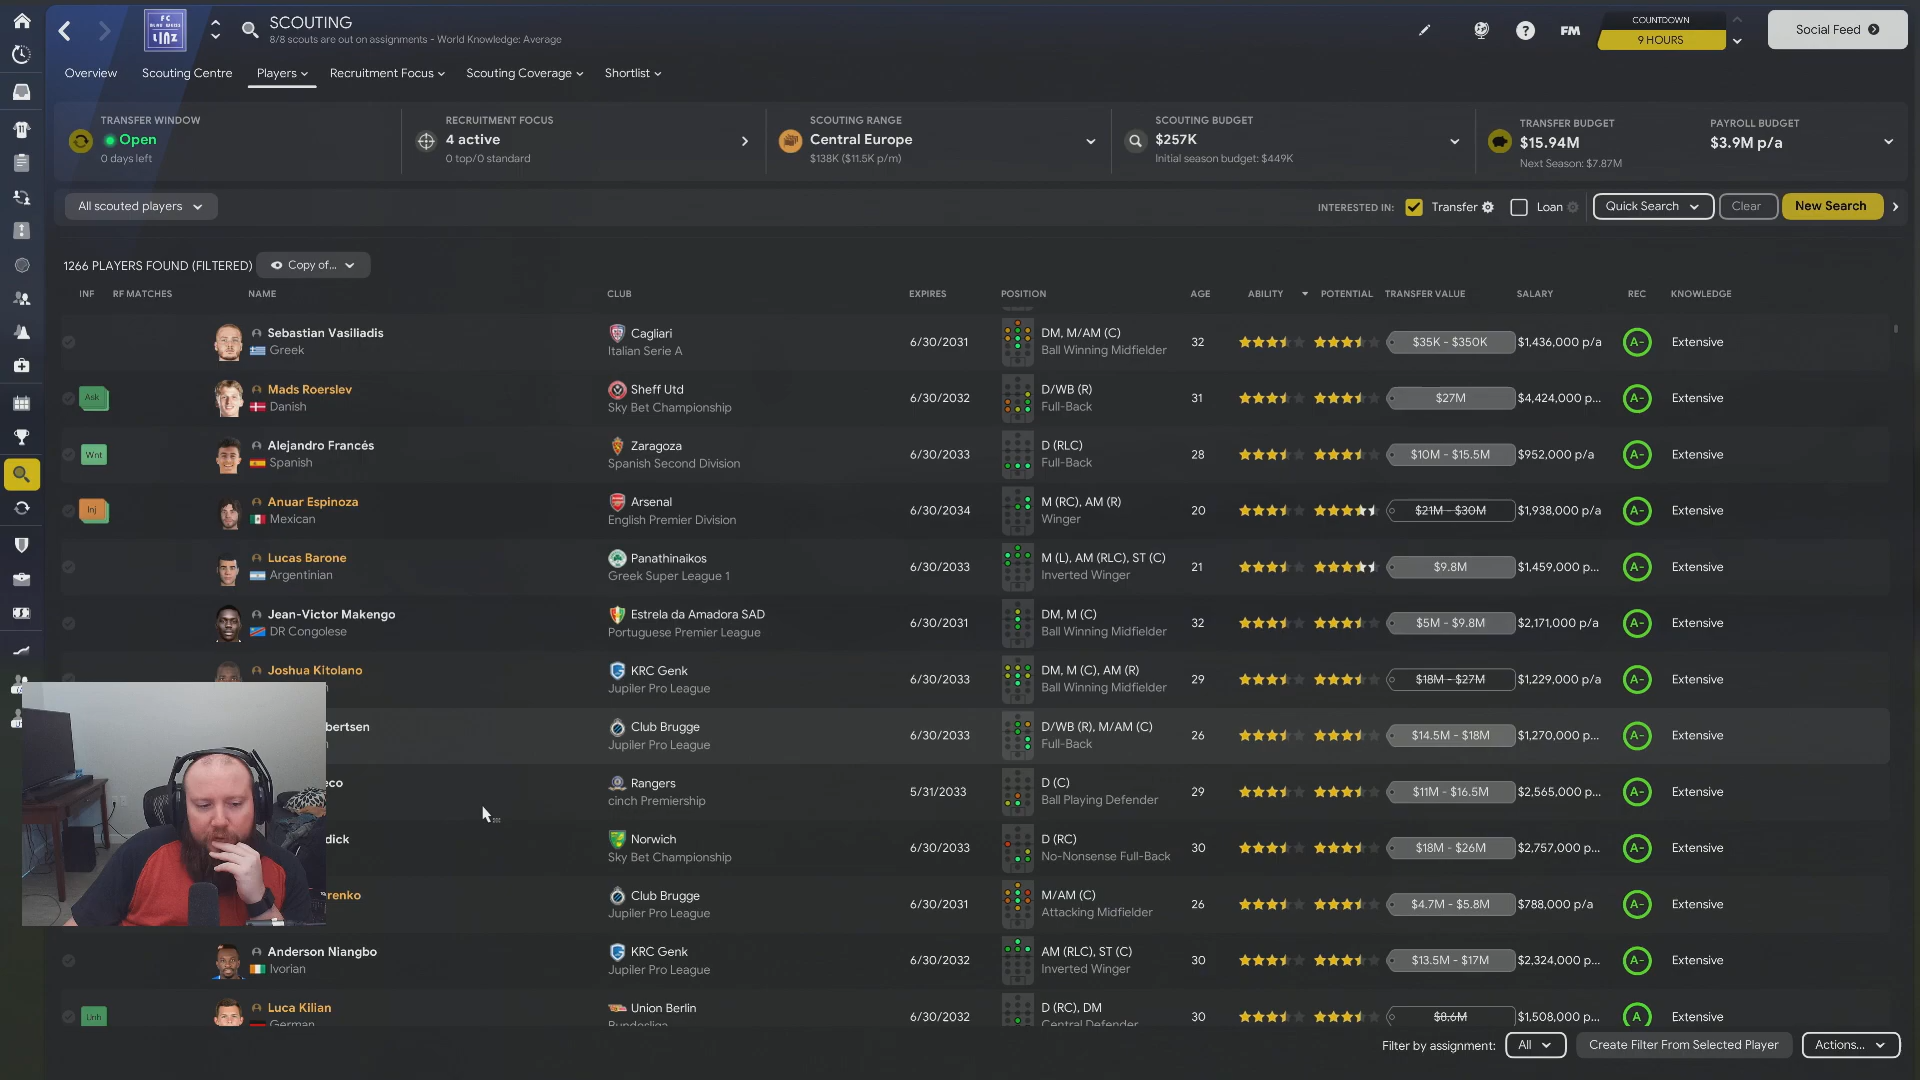 FC
BLAU WEISS
LINZ
SCOUTING
8/8 scouts are out on assignments - World Knowledge: Average
FM
COUNTDOWN
9 HOURS
Social Feed
Overview
Scouting Centre
Players
Recruitment Focus
Scouting Coverage
Shortlist
TRANSFER WINDOW
Open
0 days left
RECRUITMENT FOCUS
4 active
0 top/0 standard
SCOUTING RANGE
Central Europe
$138K ($11.5K p/m)
SCOUTING BUDGET
$257K
Initial season budget: $449K
TRANSFER BUDGET
$15.94M
Next Season: $7.87M
PAYROLL BUDGET
$3.9M p/a
All scouted players
INTERESTED IN:
Transfer
Loan
Quick Search
Clear
New Search
1266 PLAYERS FOUND (FILTERED)
Copy of...
INF RF MATCHES NAME CLUB EXPIRES POSITION AGE ABILITY POTENTIAL TRANSFER VALUE SALARY REC KNOWLEDGE
Sebastian Vasiliadis Cagliari 6/30/2031 DM, M/AM (C) 32 $35K - $350K $1,436,000 p/a A- Extensive
Greek Italian Serie A Ball Winning Midfielder
Ask Mads Roerslev Sheff Utd 6/30/2032 D/WB (R) 31 $27M $4,424,000 p... A- Extensive
Danish Sky Bet Championship Full-Back
Wnt Alejandro Francés Zaragoza 6/30/2033 D (RLC) 28 $10M - $15.5M $952,000 p/a A- Extensive
Spanish Spanish Second Division Full-Back
Inj Anuar Espinoza Arsenal 6/30/2034 M (RC), AM (R) 20 $21M - $30M $1,938,000 p/a A- Extensive
Mexican English Premier Division Winger
Lucas Barone Panathinaikos 6/30/2033 M (L), AM (RLC), ST (C) 21 $9.8M $1,459,000 p... A- Extensive
Argentinian Greek Super League 1 Inverted Winger
Jean-Victor Makengo Estrela da Amadora SAD 6/30/2031 DM, M (C) 32 $5M - $9.8M $2,171,000 p/a A- Extensive
DR Congolese Portuguese Premier League Ball Winning Midfielder
Joshua Kitolano KRC Genk 6/30/2033 DM, M (C), AM (R) 29 $18M - $27M $1,229,000 p/a A- Extensive
Jupiler Pro League Ball Winning Midfielder
bertsen Club Brugge 6/30/2033 D/WB (R), M/AM (C) 26 $14.5M - $18M $1,270,000 p... A- Extensive
Jupiler Pro League Full-Back
eco Rangers 5/31/2033 D (C) 29 $11M - $16.5M $2,565,000 p... A- Extensive
cinch Premiership Ball Playing Defender
dick Norwich 6/30/2033 D (RC) 30 $18M - $26M $2,757,000 p... A- Extensive
Sky Bet Championship No-Nonsense Full-Back
renko Club Brugge 6/30/2031 M/AM (C) 26 $4.7M - $5.8M $788,000 p/a A- Extensive
Jupiler Pro League Attacking Midfielder
Anderson Niangbo KRC Genk 6/30/2032 AM (RLC), ST (C) 30 $13.5M - $17M $2,324,000 p... A- Extensive
Ivorian Jupiler Pro League Inverted Winger
Unh Luca Kilian Union Berlin 6/30/2032 D (RC), DM 30 $8.6M $1,508,000 p/a A Extensive
German Bundesliga Central Defender
Filter by assignment:
All
Create Filter From Selected Player
Actions...